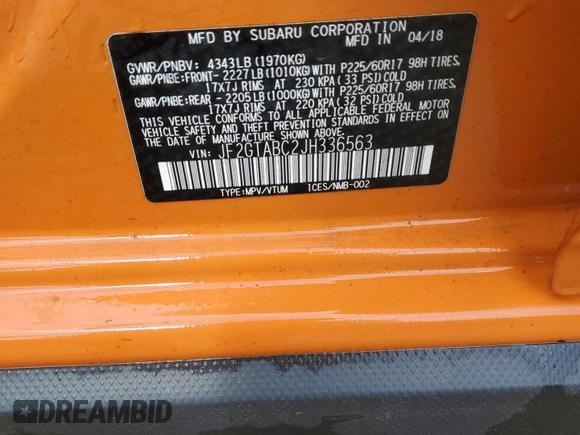 MFD BY SUBARU CORPORATION
MFD IN 04/18
GVWR/PNBV: 4343LB (1970KG)
GAWR/PNBE:FRONT-2227LB(1010KG)WITH P225/60R17 98H TIRES,
17X7J RIMS AT 230 KPA(33 PSI)COLD
GAWR/PNBE:REAR -2205LB(1000KG)WITH P225/60R17 98H TIRES,
17X7J RIMS AT 220 KPA(32 PSI)COLD
THIS VEHICLE CONFORMS TO ALL APPLICABLE FEDERAL MOTOR
VEHICLE SAFETY AND THEFT PREVENTION STANDARDS IN EFFECT
ON THE DATE OF MANUFACTURE SHOWN ABOVE.
VIN: JF2GTABC2JH336563
TYPE:MPV/VTUM ICES/NMB-002
DREAMBID